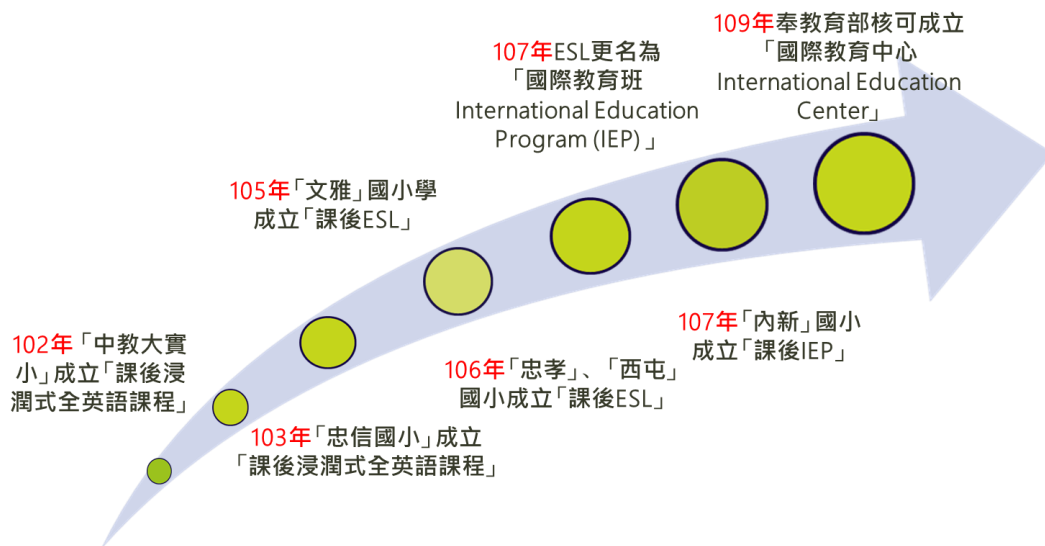 102年「中教大實
小」成立「課後浸
潤式全英語課程」
103年「忠信國小」成立
「課後浸潤式全英語課程」
105年「文雅」國小學
成立「課後ESL」
106年「忠孝」、「西屯」
國小成立「課後ESL」
107年ESL更名為
「國際教育班
International Education
Program (IEP) 」
107年「內新」國小
成立「課後IEP」
109年奉教育部核可成立
「國際教育中心
International Education
Center」